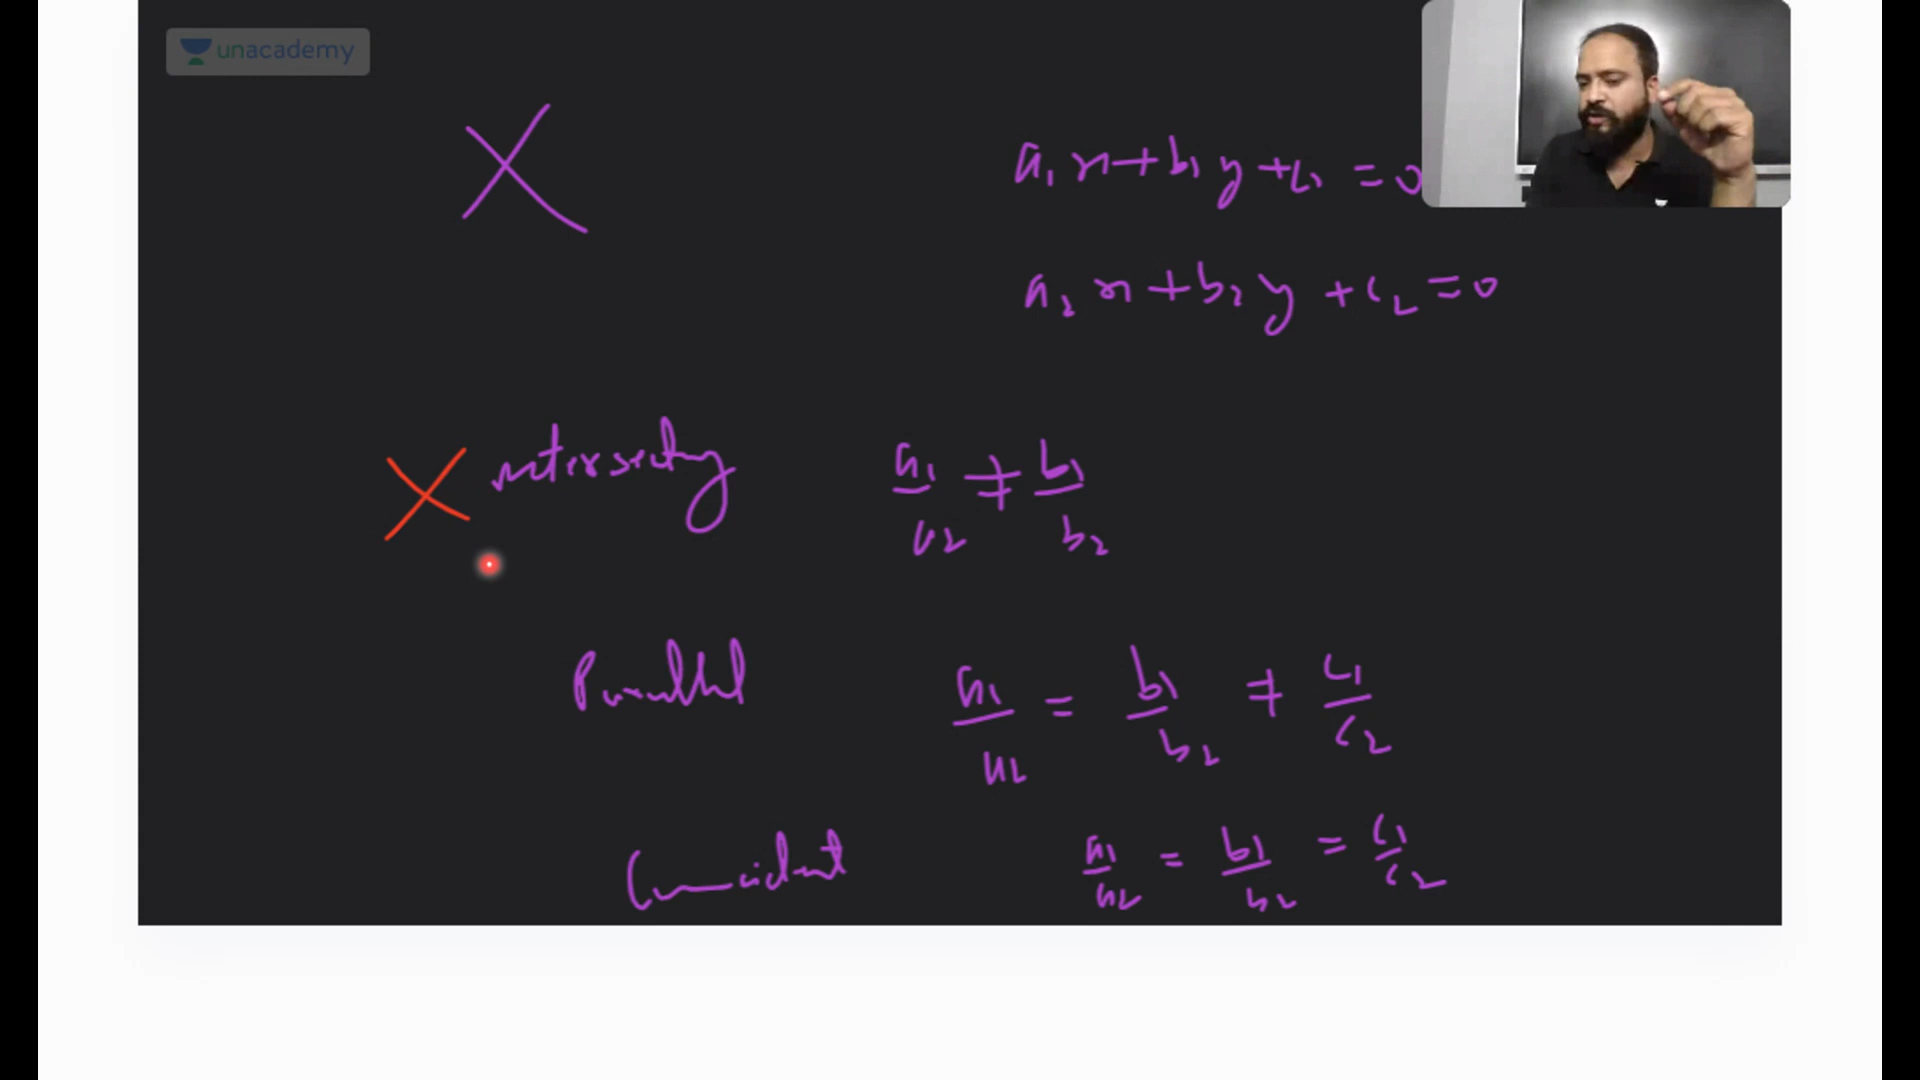 unacademy
a₁x+b₁y+c₁=0
a₂x+b₂y+c₂=0
intersecting a₁/a₂ ≠ b₁/b₂
Parallel a₁/a₂ = b₁/b₂ ≠ c₁/c₂
Coincident a₁/a₂ = b₁/b₂ = c₁/c₂